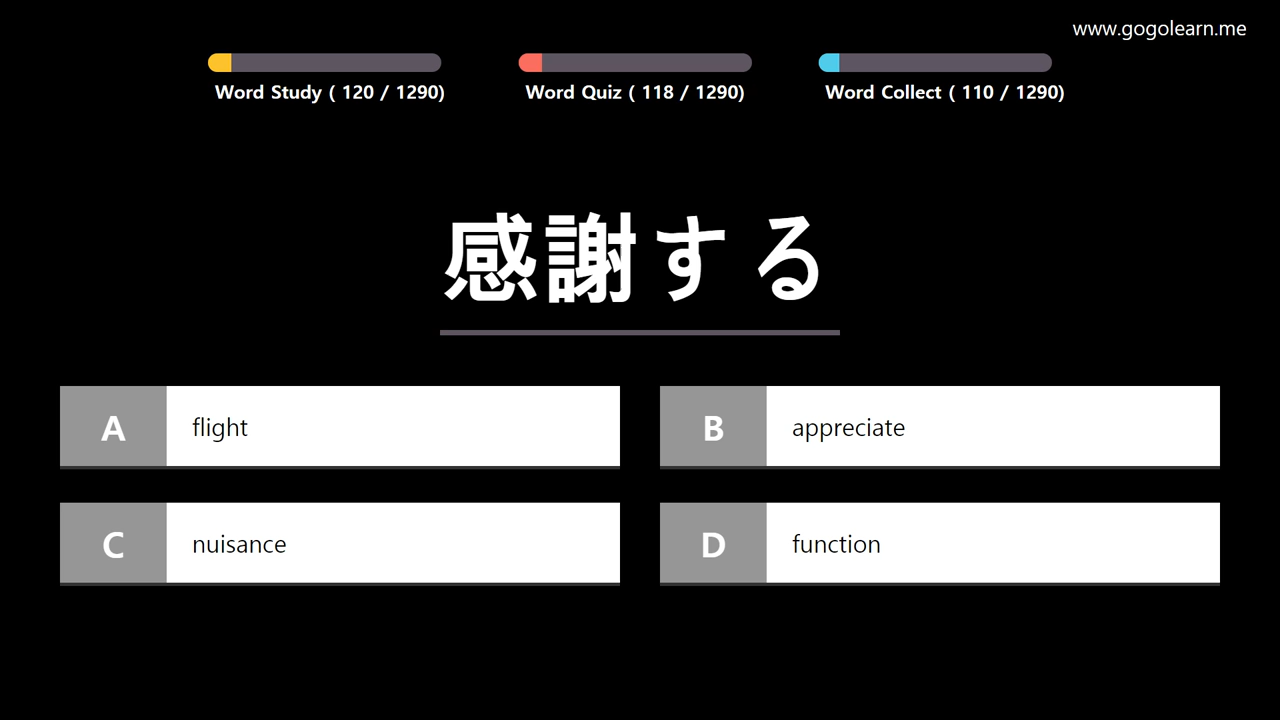 www.gogolearn.me
Word Study ( 120 / 1290)
Word Quiz ( 118 / 1290)
Word Collect ( 110 / 1290)
感謝する
A flight
B appreciate
C nuisance
D function